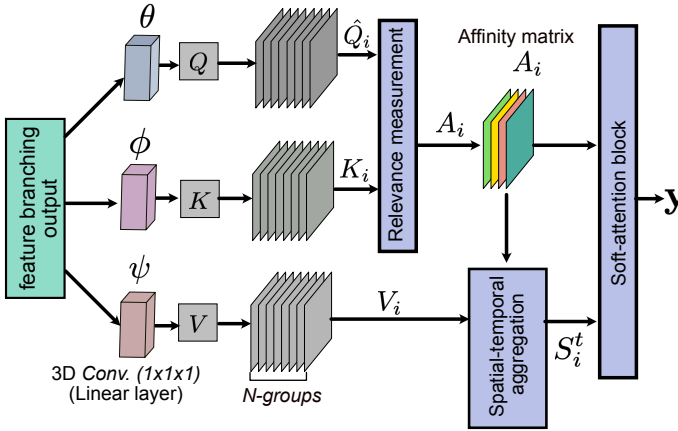 θ
Q
Q̂_i
Affinity matrix
A_i
feature branching
output
ϕ
K
K_i
Relevance measurement
A_i
Soft-attention block
y
ψ
V
V_i
Spatial-temporal
aggregation
S_i^t
3D Conv. (1x1x1)
(Linear layer)
N-groups